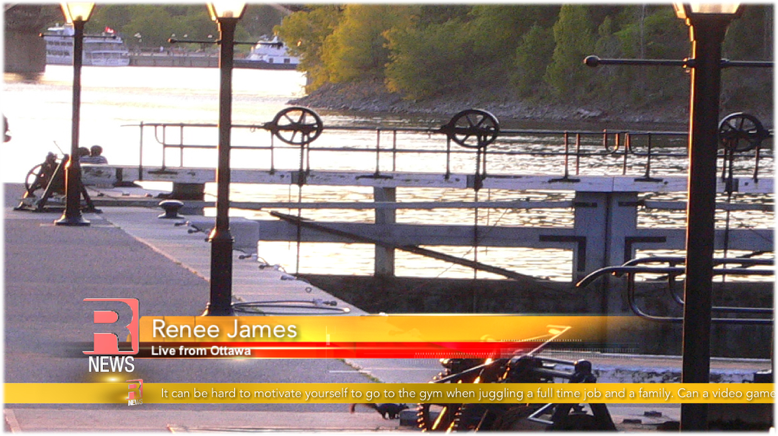 R
NEWS
Renee James
Live from Ottawa
R
NEWS
It can be hard to motivate yourself to go to the gym when juggling a full time job and a family. Can a video game